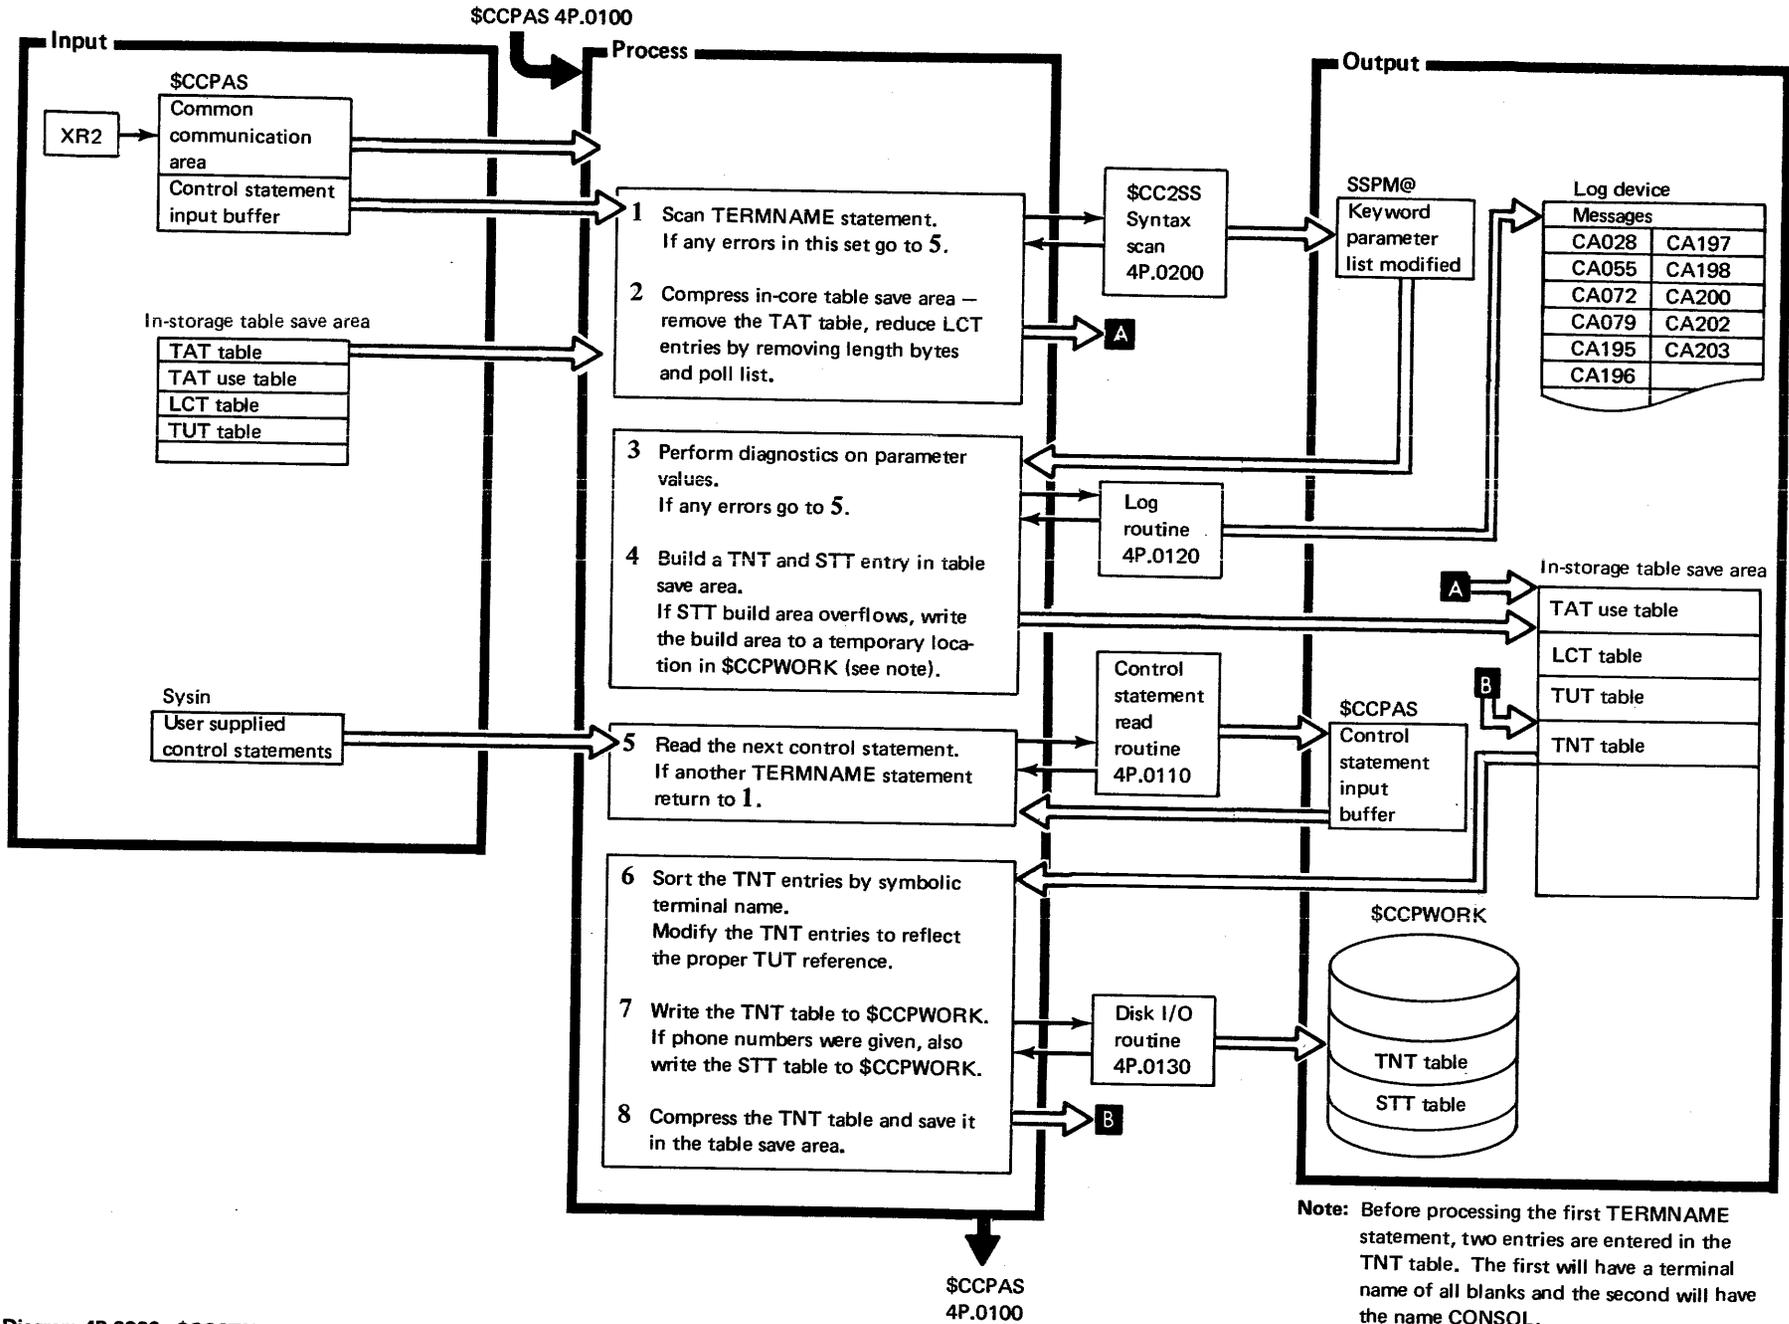 $CCPAS 4P.0100
Input
$CCPAS
XR2
Common
communication
area
Control statement
input buffer
In-storage table save area
TAT table
TAT use table
LCT table
TUT table
Sysin
User supplied
control statements
Process
1 Scan TERMNAME statement.
If any errors in this set go to 5.
2 Compress in-core table save area —
remove the TAT table, reduce LCT
entries by removing length bytes
and poll list.
3 Perform diagnostics on parameter
values.
If any errors go to 5.
4 Build a TNT and STT entry in table
save area.
If STT build area overflows, write
the build area to a temporary loca-
tion in $CCPWORK (see note).
5 Read the next control statement.
If another TERMNAME statement
return to 1.
6 Sort the TNT entries by symbolic
terminal name.
Modify the TNT entries to reflect
the proper TUT reference.
7 Write the TNT table to $CCPWORK.
If phone numbers were given, also
write the STT table to $CCPWORK.
8 Compress the TNT table and save it
in the table save area.
$CC2SS
Syntax
scan
4P.0200
A
Log
routine
4P.0120
Control
statement
read
routine
4P.0110
Disk I/O
routine
4P.0130
B
Output
SSPM@
Keyword
parameter
list modified
Log device
Messages
CA028 CA197
CA055 CA198
CA072 CA200
CA079 CA202
CA195 CA203
CA196
In-storage table save area
A
TAT use table
LCT table
B
TUT table
TNT table
$CCPAS
Control
statement
input
buffer
$CCPWORK
TNT table
STT table
$CCPAS
4P.0100
Note: Before processing the first TERMNAME
statement, two entries are entered in the
TNT table. The first will have a terminal
name of all blanks and the second will have
the name CONSOL.